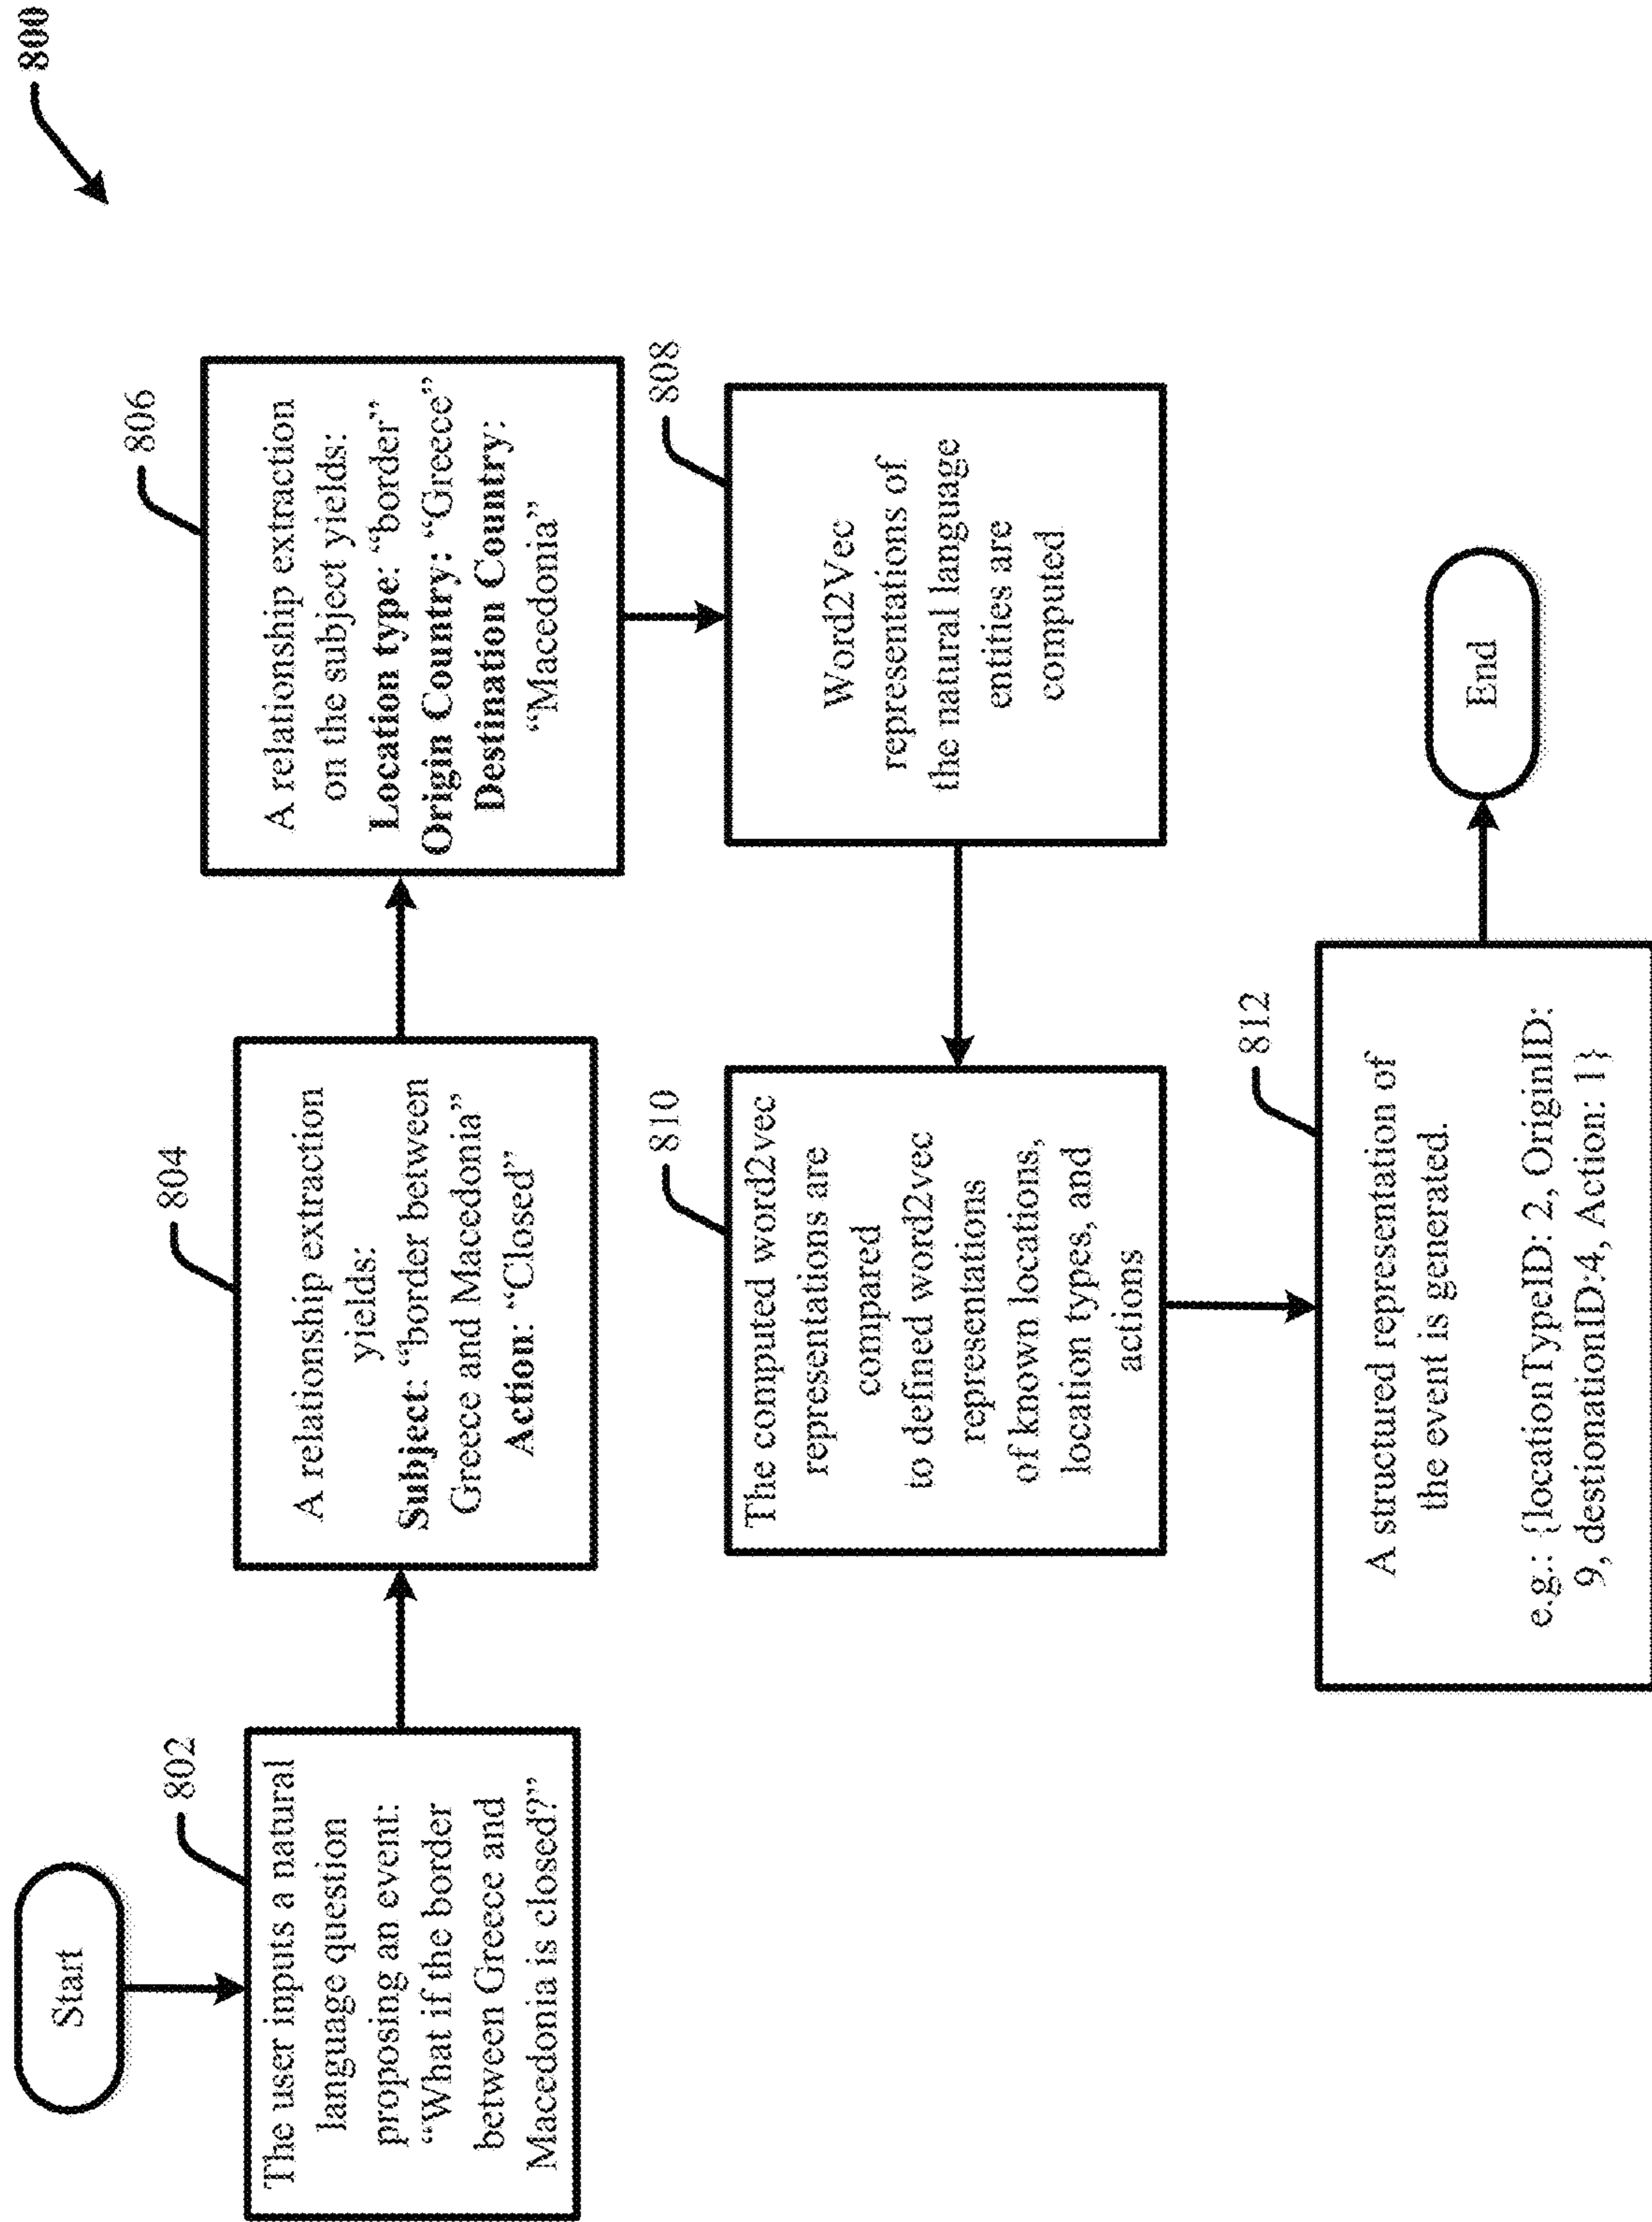 800
Start
802
The user inputs a natural
language question
proposing an event:
“What if the border
between Greece and
Macedonia is closed?”
804
A relationship extraction
yields:
Subject: “border between
Greece and Macedonia”
Action: “Closed”
806
A relationship extraction
on the subject yields:
Location type: “border”
Origin Country: “Greece”
Destination Country:
“Macedonia”
808
Word2Vec
representations of
the natural language
entities are
computed
810
The computed word2vec
representations are
compared
to defined word2vec
representations
of known locations,
location types, and
actions
812
A structured representation of
the event is generated.
e.g.: {locationTypeID: 2, OriginID:
9, destionationID:4, Action: 1}
End